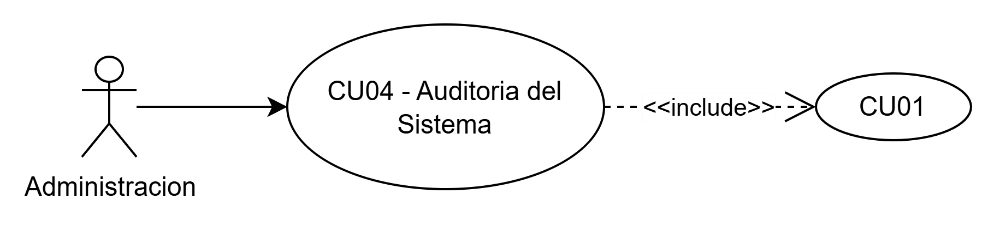 CU04 - Auditoria del
Sistema
<<include>>
CU01
Administracion